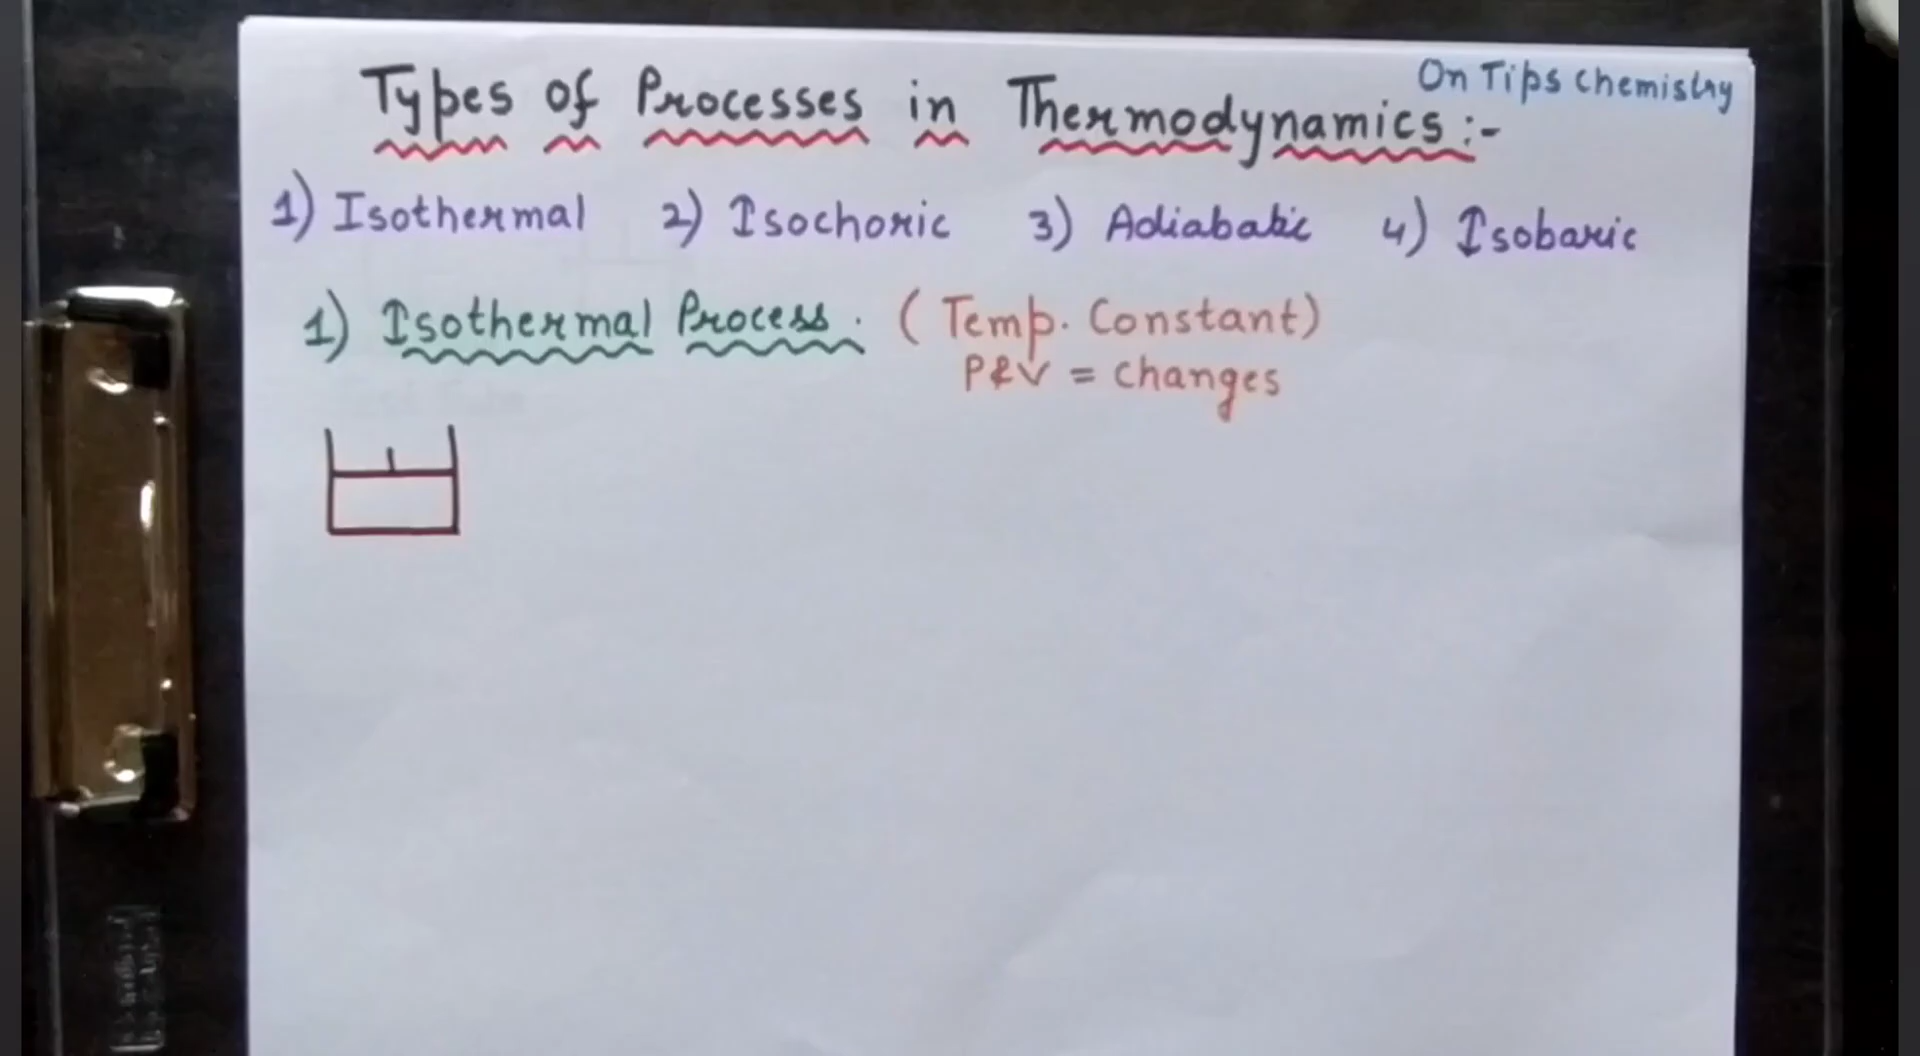 On Tips Chemistry
Types of Processes in Thermodynamics :-
1) Isothermal 2) Isochoric 3) Adiabatic 4) Isobaric
1) Isothermal Process. (Temp. Constant)
P&V = Changes